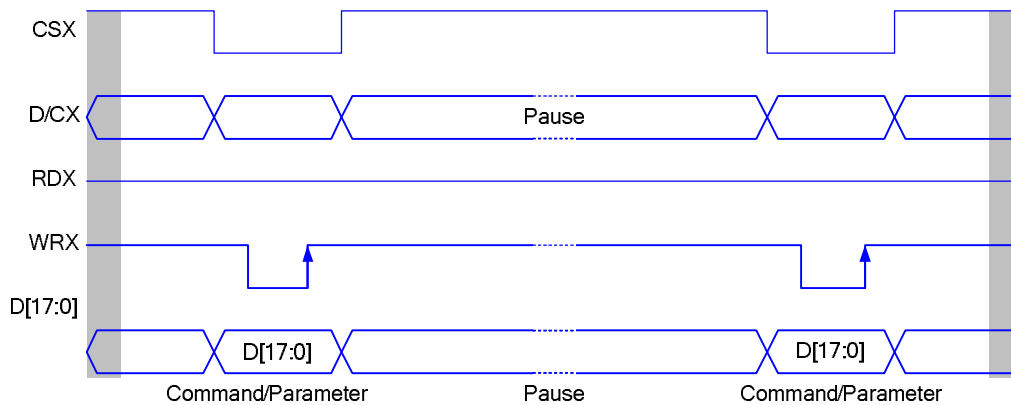 CSX
D/CX
Pause
RDX
WRX
D[17:0]
D[17:0]
D[17:0]
Command/Parameter
Pause
Command/Parameter